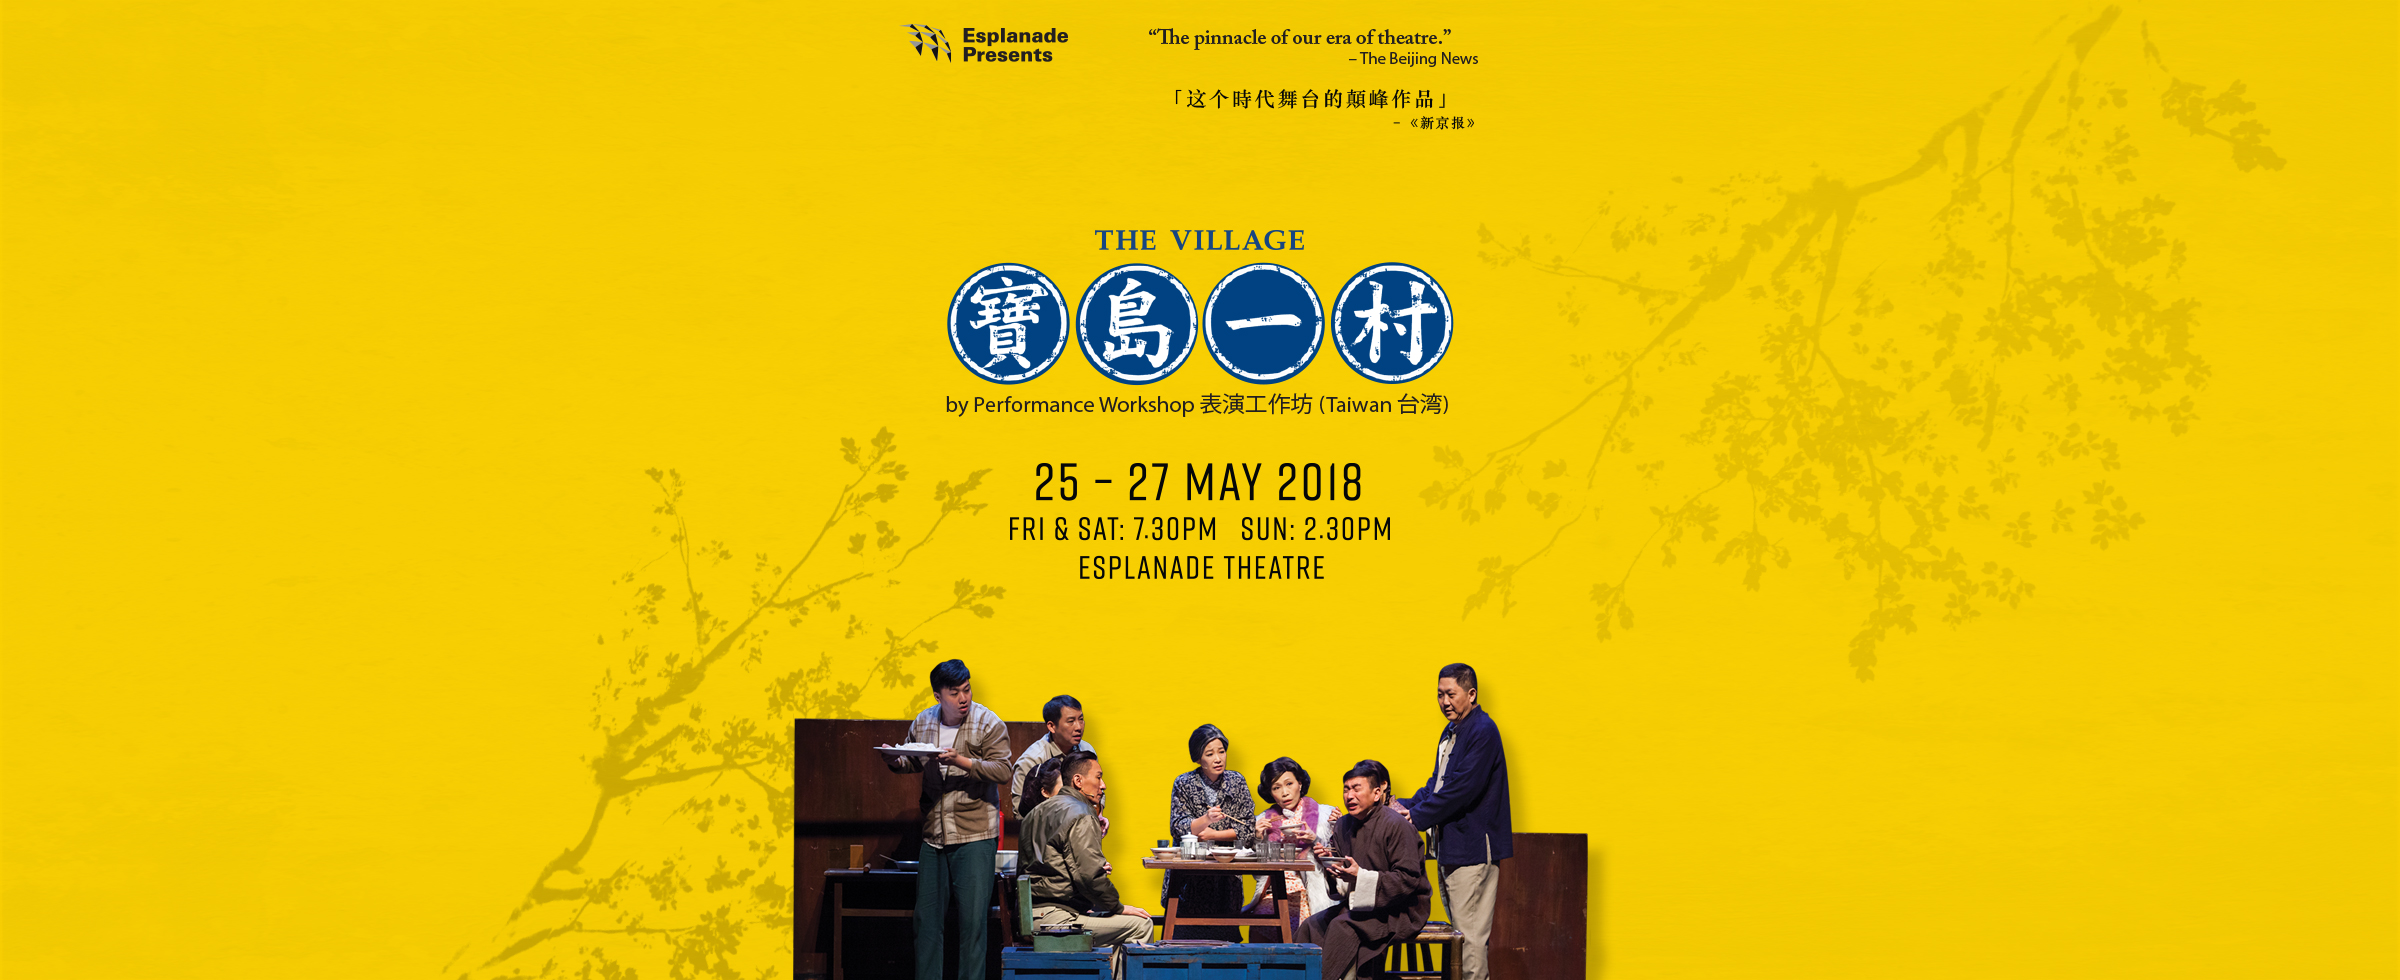 Esplanade
Presents
“The pinnacle of our era of theatre.”
– The Beijing News
「这个時代舞台的顛峰作品」
– 《新京报》
THE VILLAGE
寶島一村
by Performance Workshop 表演工作坊 (Taiwan 台湾)
25 – 27 MAY 2018
FRI & SAT: 7.30PM SUN: 2.30PM
ESPLANADE THEATRE